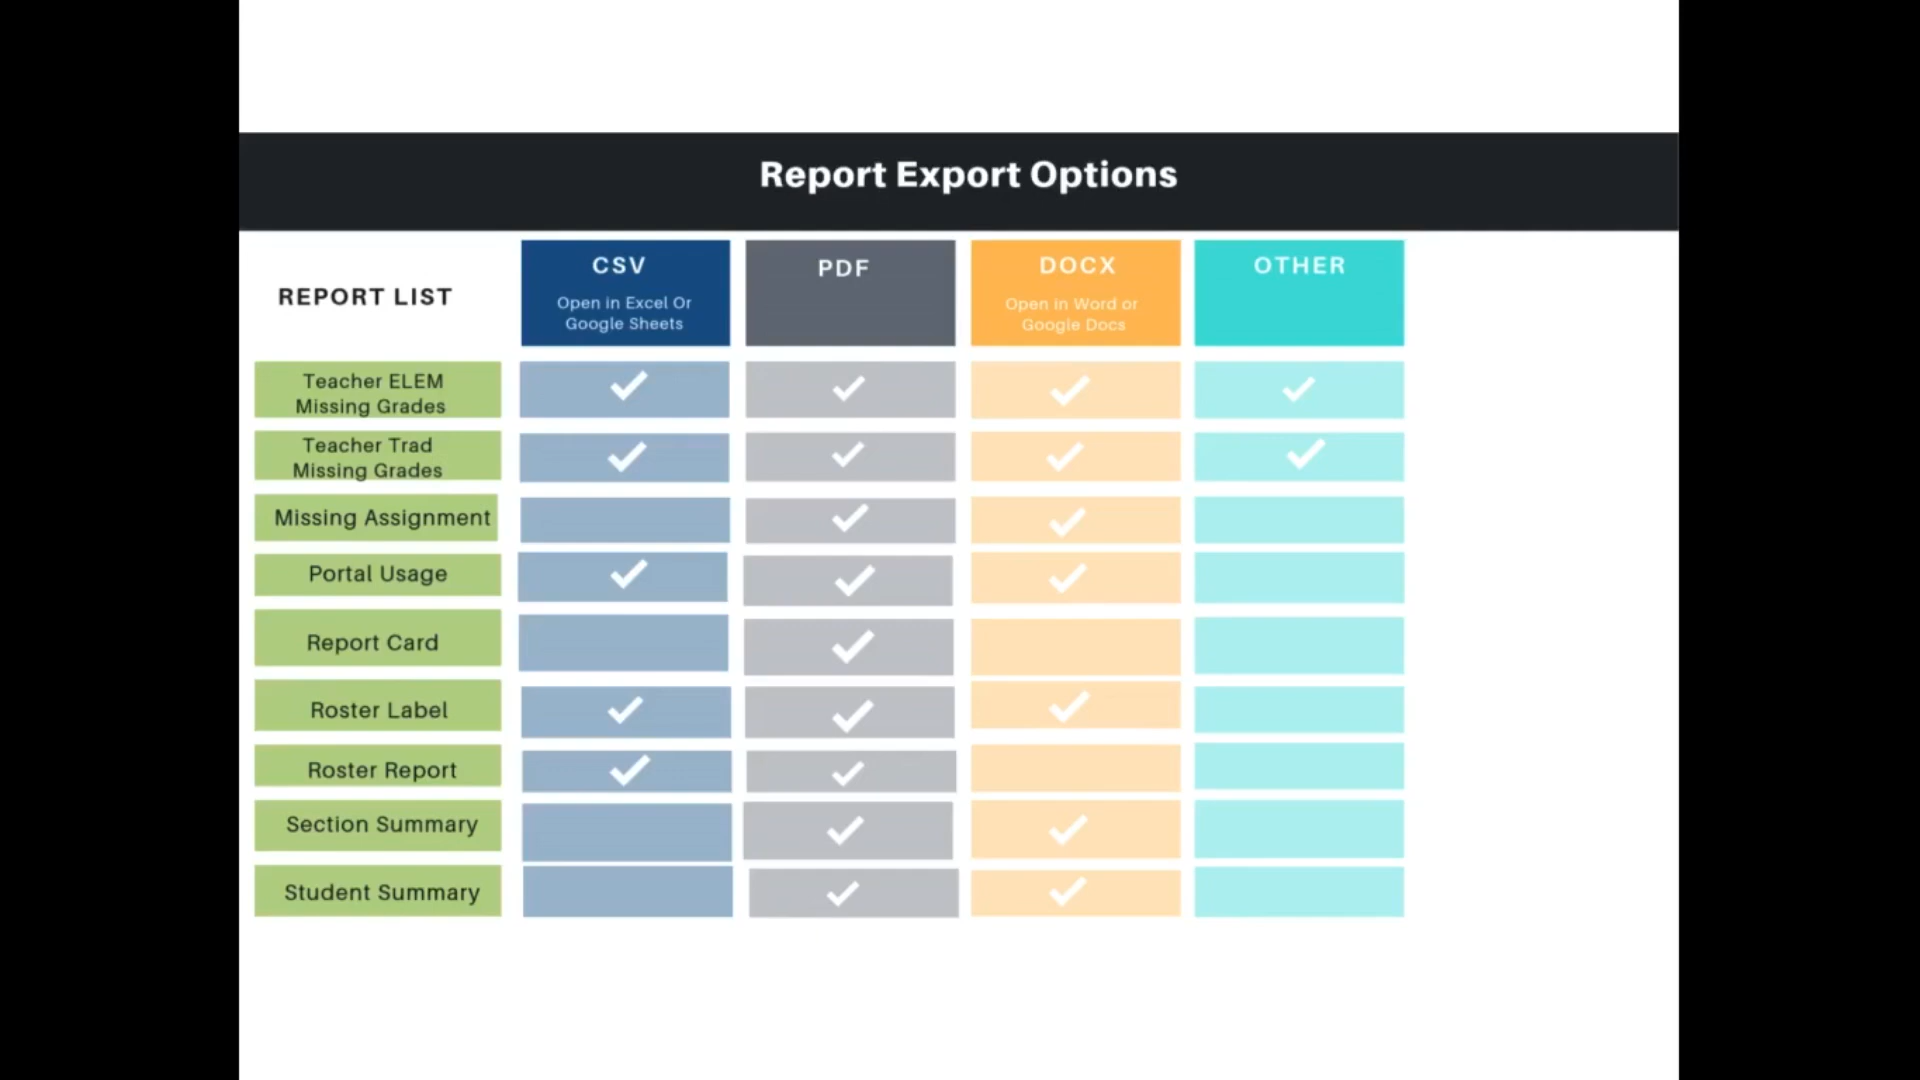 Report Export Options
REPORT LIST
CSV
Open in Excel Or
Google Sheets
PDF
DOCX
Open in Word or
Google Docs
OTHER
Teacher ELEM
Missing Grades
Teacher Trad
Missing Grades
Missing Assignment
Portal Usage
Report Card
Roster Label
Roster Report
Section Summary
Student Summary